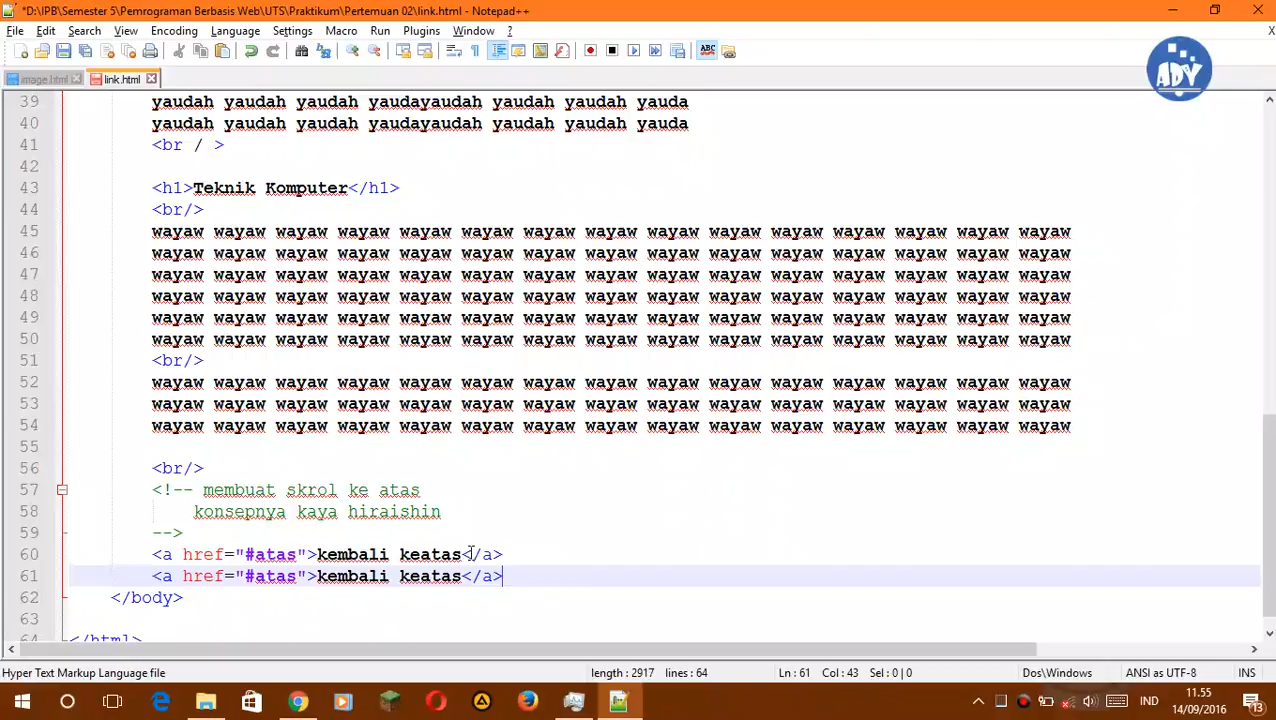 *D:\IPB\Semester 5\Pemrograman Berbasis Web\UTS\Praktikum\Pertemuan 02\link.html - Notepad++
File Edit Search View Encoding Language Settings Macro Run Plugins Window ? X
ABC
ADY
image.html link.html
39 yaudah yaudah yaudah yaudayaudah yaudah yaudah yauda
40 yaudah yaudah yaudah yaudayaudah yaudah yaudah yauda
41 <br / >
42
43 <h1>Teknik Komputer</h1>
44 <br/>
45 wayaw wayaw wayaw wayaw wayaw wayaw wayaw wayaw wayaw wayaw wayaw wayaw wayaw wayaw wayaw
46 wayaw wayaw wayaw wayaw wayaw wayaw wayaw wayaw wayaw wayaw wayaw wayaw wayaw wayaw wayaw
47 wayaw wayaw wayaw wayaw wayaw wayaw wayaw wayaw wayaw wayaw wayaw wayaw wayaw wayaw wayaw
48 wayaw wayaw wayaw wayaw wayaw wayaw wayaw wayaw wayaw wayaw wayaw wayaw wayaw wayaw wayaw
49 wayaw wayaw wayaw wayaw wayaw wayaw wayaw wayaw wayaw wayaw wayaw wayaw wayaw wayaw wayaw
50 wayaw wayaw wayaw wayaw wayaw wayaw wayaw wayaw wayaw wayaw wayaw wayaw wayaw wayaw wayaw
51 <br/>
52 wayaw wayaw wayaw wayaw wayaw wayaw wayaw wayaw wayaw wayaw wayaw wayaw wayaw wayaw wayaw
53 wayaw wayaw wayaw wayaw wayaw wayaw wayaw wayaw wayaw wayaw wayaw wayaw wayaw wayaw wayaw
54 wayaw wayaw wayaw wayaw wayaw wayaw wayaw wayaw wayaw wayaw wayaw wayaw wayaw wayaw wayaw
55
56 <br/>
57 <!-- membuat skrol ke atas
58 konsepnya kaya hiraishin
59 -->
60 <a href="#atas">kembali keatas</a>
61 <a href="#atas">kembali keatas</a>
62 </body>
63
64 </html>
Hyper Text Markup Language file length : 2917 lines : 64 Ln : 61 Col : 43 Sel : 0 | 0 Dos\Windows ANSI as UTF-8 INS
IND 11.55
14/09/2016 13